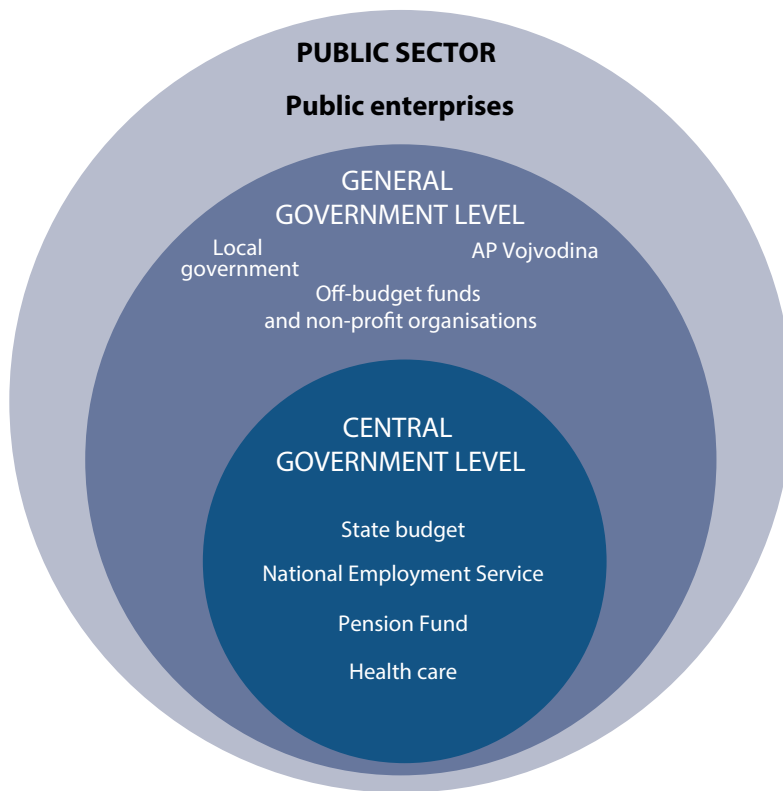 PUBLIC SECTOR
Public enterprises
GENERAL
GOVERNMENT LEVEL
Local
government
AP Vojvodina
Off-budget funds
and non-profit organisations
CENTRAL
GOVERNMENT LEVEL
State budget
National Employment Service
Pension Fund
Health care